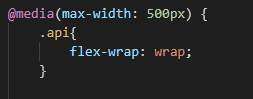 @media(max-width: 500px) {
    .api{
        flex-wrap: wrap;
    }